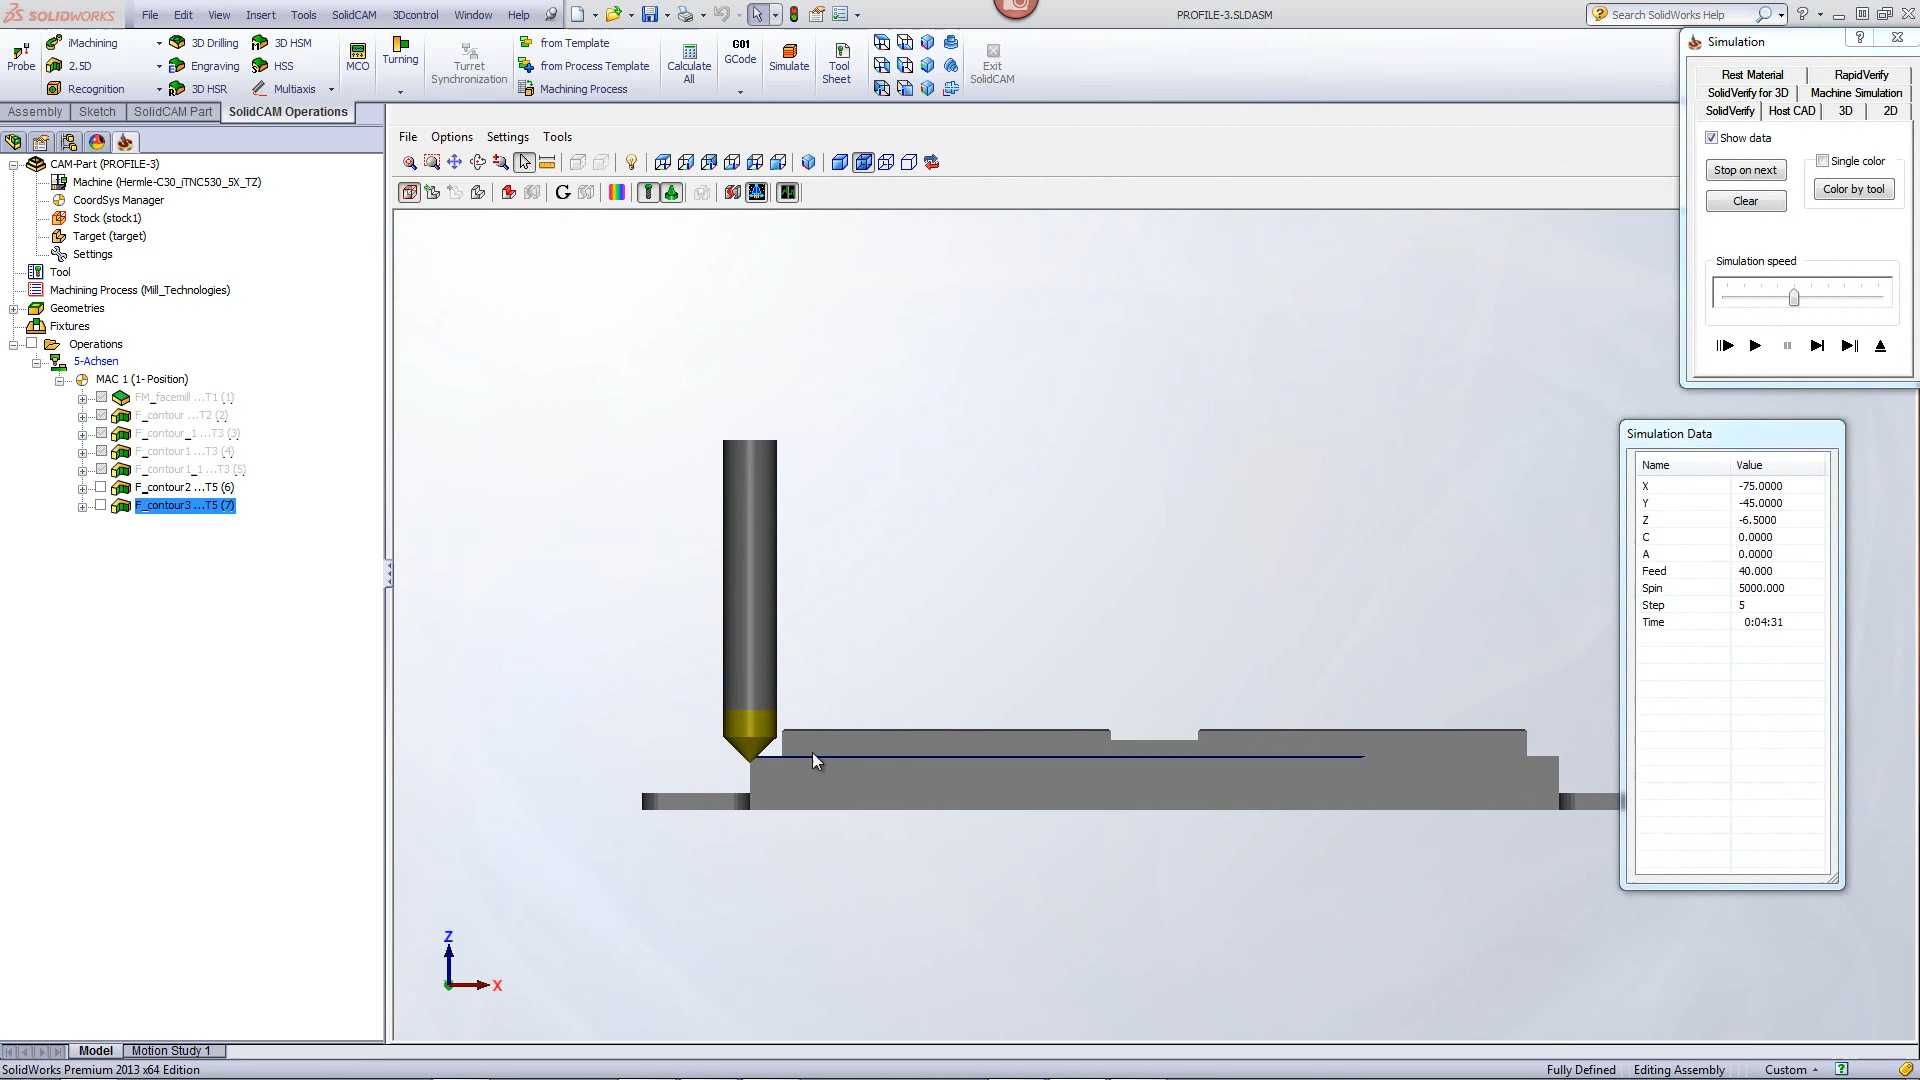 SOLIDWORKS
File Edit View Insert Tools SolidCAM 3Dcontrol Window Help
PROFILE-3.SLDASM
Search SolidWorks Help
Probe
iMachining
2.5D
Recognition
3D Drilling
Engraving
3D HSR
3D HSM
HSS
Multiaxis
MCO
Turning
Turret
Synchronization
from Template
from Process Template
Machining Process
Calculate
All
G01
GCode
Simulate
Tool
Sheet
Exit
SolidCAM
Assembly Sketch SolidCAM Part SolidCAM Operations
CAM-Part (PROFILE-3)
Machine (Hermle-C30_iTNC530_5X_TZ)
CoordSys Manager
Stock (stock1)
Target (target)
Settings
Tool
Machining Process (Mill_Technologies)
Geometries
Fixtures
Operations
5-Achsen
MAC 1 (1- Position)
FM_facemill ...T1 (1)
F_contour ...T2 (2)
F_contour_1 ...T3 (3)
F_contour1 ...T3 (4)
F_contour1_1 ...T3 (5)
F_contour2 ...T5 (6)
F_contour3 ...T5 (7)
File Options Settings Tools
Z
X
Simulation
Rest Material RapidVerify
SolidVerify for 3D Machine Simulation
SolidVerify Host CAD 3D 2D
Show data
Stop on next
Clear
Single color
Color by tool
Simulation speed
Simulation Data
Name Value
X -75.0000
Y -45.0000
Z -6.5000
C 0.0000
A 0.0000
Feed 40.000
Spin 5000.000
Step 5
Time 0:04:31
Model Motion Study 1
SolidWorks Premium 2013 x64 Edition
Fully Defined Editing Assembly Custom